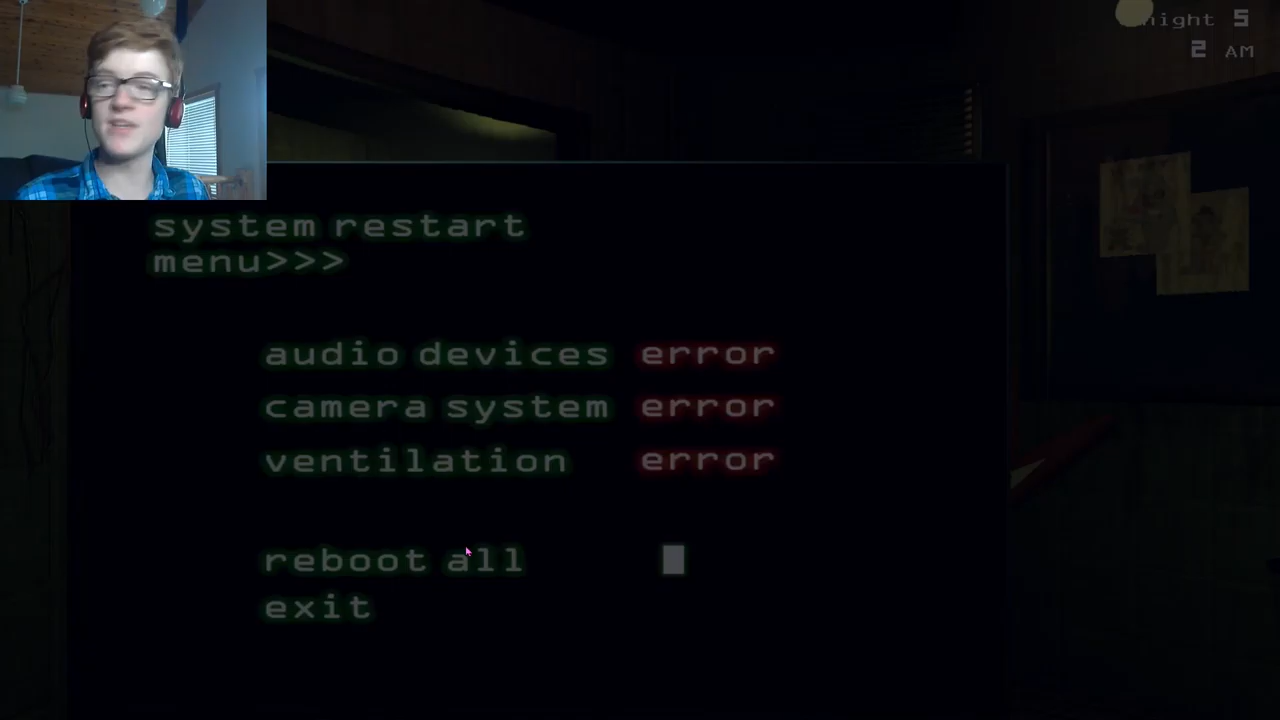 night 5
2 AM
system restart
menu>>>
audio devices error
camera system error
ventilation error
reboot all
exit